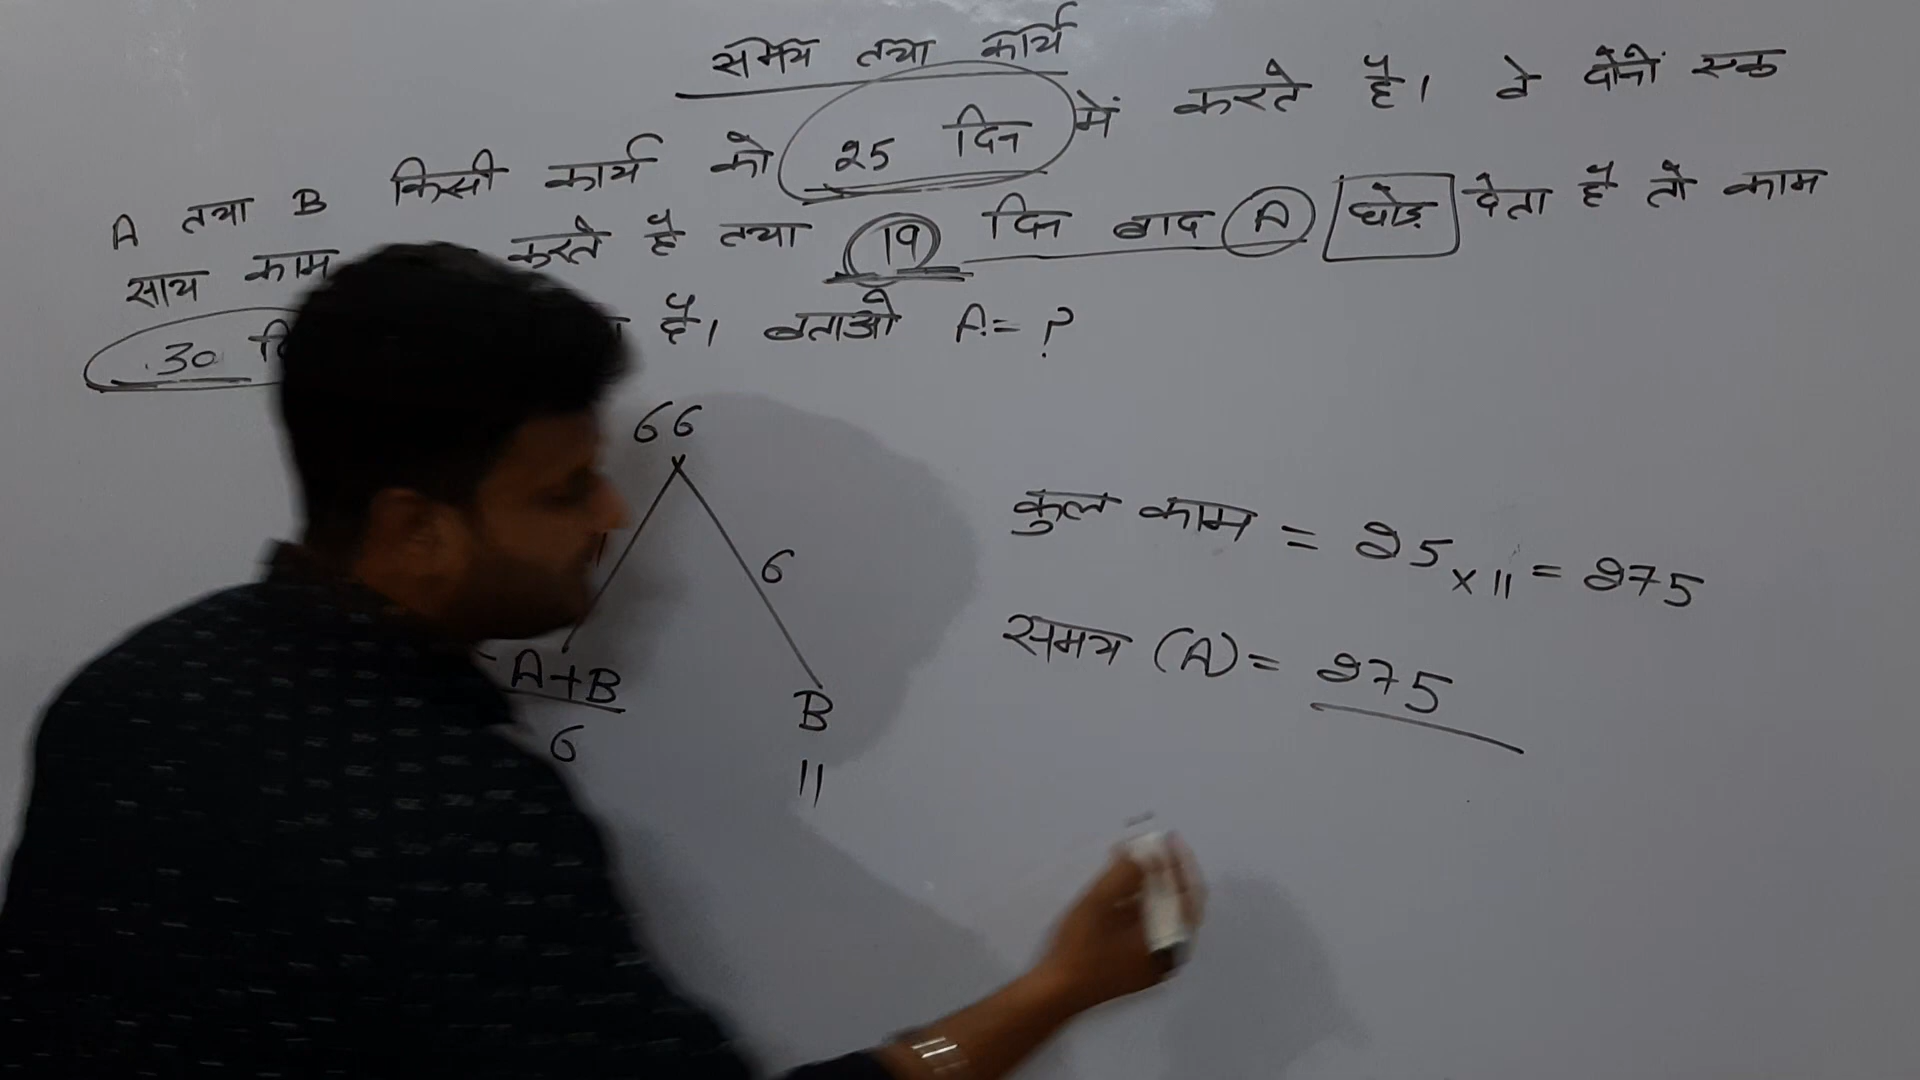 समय तथा कार्य
A तथा B किसी कार्य को 25 दिन में करते है। वे दोनों एक
साथ काम करते है तथा 19 दिन बाद A छोड़ देता है तो काम
30 है। बताओ A = ?
66
6
A+B
6
B
11
कुल काम = 25 x 11 = 275
समय (A) = 275